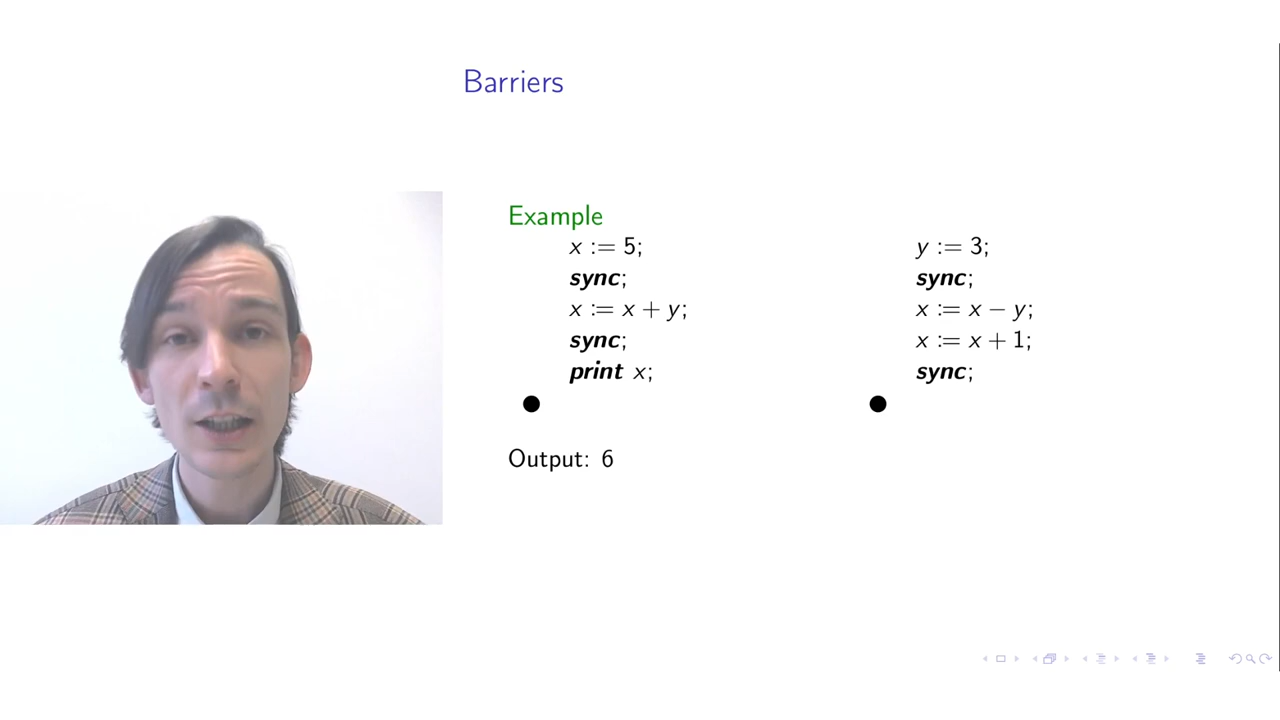 Barriers
Example
x := 5;
sync;
x := x + y;
sync;
print x;
y := 3;
sync;
x := x − y;
x := x + 1;
sync;
Output: 6